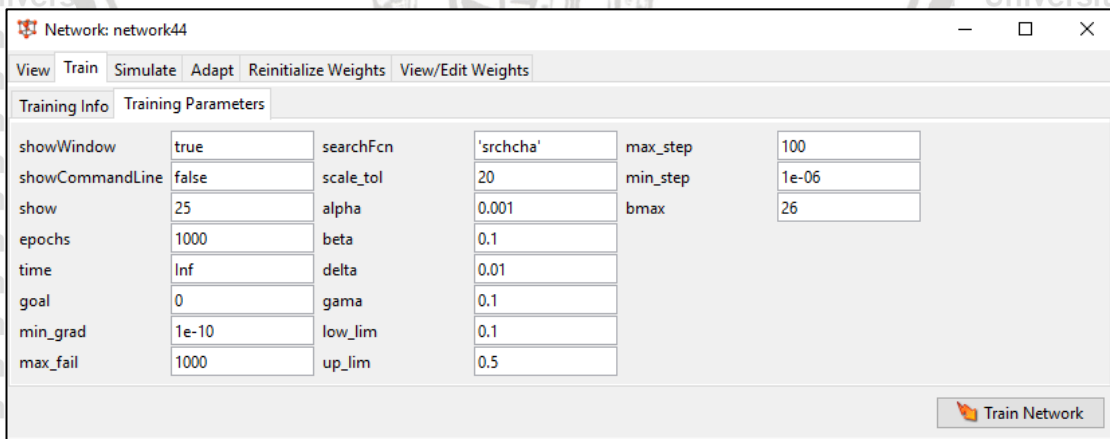 Network: network44
View Train Simulate Adapt Reinitialize Weights View/Edit Weights
Training Info Training Parameters
showWindow true searchFcn 'srchcha' max_step 100
showCommandLine false scale_tol 20 min_step 1e-06
show 25 alpha 0.001 bmax 26
epochs 1000 beta 0.1
time Inf delta 0.01
goal 0 gama 0.1
min_grad 1e-10 low_lim 0.1
max_fail 1000 up_lim 0.5
Train Network